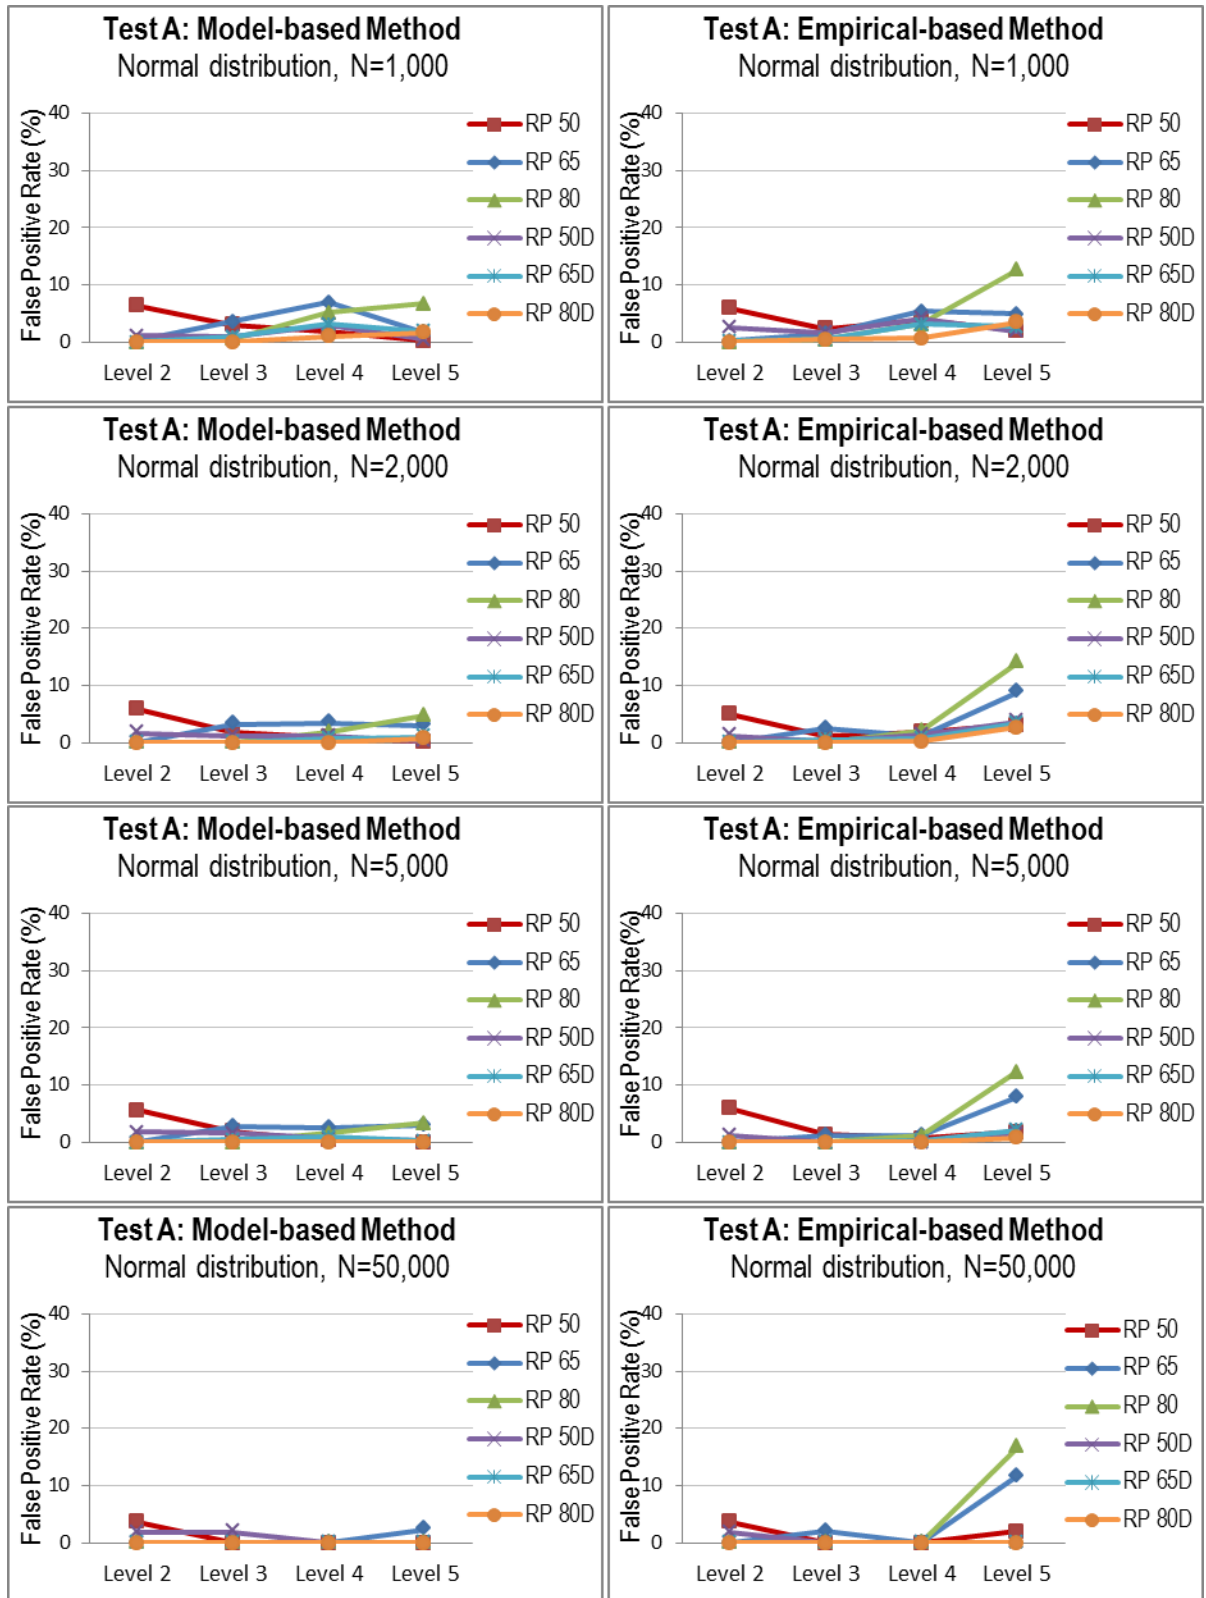 Test A: Model-based Method
Normal distribution, N=1,000
False Positive Rate (%)
40
30
20
10
0
Level 2 Level 3 Level 4 Level 5
RP 50
RP 65
RP 80
RP 50D
RP 65D
RP 80D
Test A: Empirical-based Method
Normal distribution, N=1,000
False Positive Rate (%)
40
30
20
10
0
Level 2 Level 3 Level 4 Level 5
RP 50
RP 65
RP 80
RP 50D
RP 65D
RP 80D
Test A: Model-based Method
Normal distribution, N=2,000
False Positive Rate (%)
40
30
20
10
0
Level 2 Level 3 Level 4 Level 5
RP 50
RP 65
RP 80
RP 50D
RP 65D
RP 80D
Test A: Empirical-based Method
Normal distribution, N=2,000
False Positive Rate (%)
40
30
20
10
0
Level 2 Level 3 Level 4 Level 5
RP 50
RP 65
RP 80
RP 50D
RP 65D
RP 80D
Test A: Model-based Method
Normal distribution, N=5,000
False Positive Rate (%)
40
30
20
10
0
Level 2 Level 3 Level 4 Level 5
RP 50
RP 65
RP 80
RP 50D
RP 65D
RP 80D
Test A: Empirical-based Method
Normal distribution, N=5,000
False Positive Rate(%)
40
30
20
10
0
Level 2 Level 3 Level 4 Level 5
RP 50
RP 65
RP 80
RP 50D
RP 65D
RP 80D
Test A: Model-based Method
Normal distribution, N=50,000
False Positive Rate (%)
40
30
20
10
0
Level 2 Level 3 Level 4 Level 5
RP 50
RP 65
RP 80
RP 50D
RP 65D
RP 80D
Test A: Empirical-based Method
Normal distribution, N=50,000
False Positive Rate (%)
40
30
20
10
0
Level 2 Level 3 Level 4 Level 5
RP 50
RP 65
RP 80
RP 50D
RP 65D
RP 80D